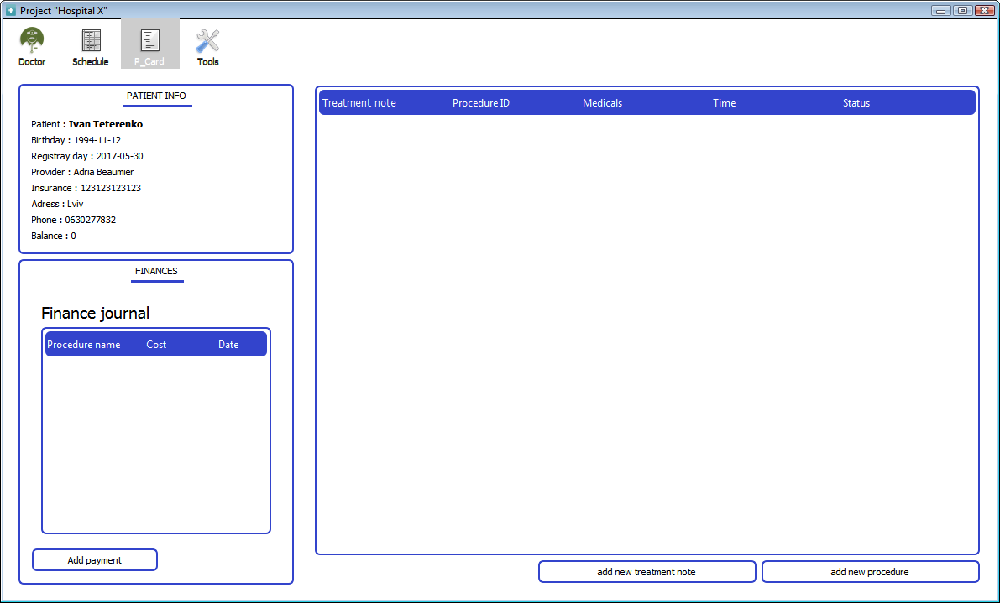 Project "Hospital X"
Doctor Schedule P_Card Tools
PATIENT INFO
Patient : Ivan Teterenko
Birthday : 1994-11-12
Registray day : 2017-05-30
Provider : Adria Beaumier
Insurance : 123123123123
Adress : Lviv
Phone : 0630277832
Balance : 0
FINANCES
Finance journal
Procedure name Cost Date
Add payment
Treatment note Procedure ID Medicals Time Status
add new treatment note add new procedure